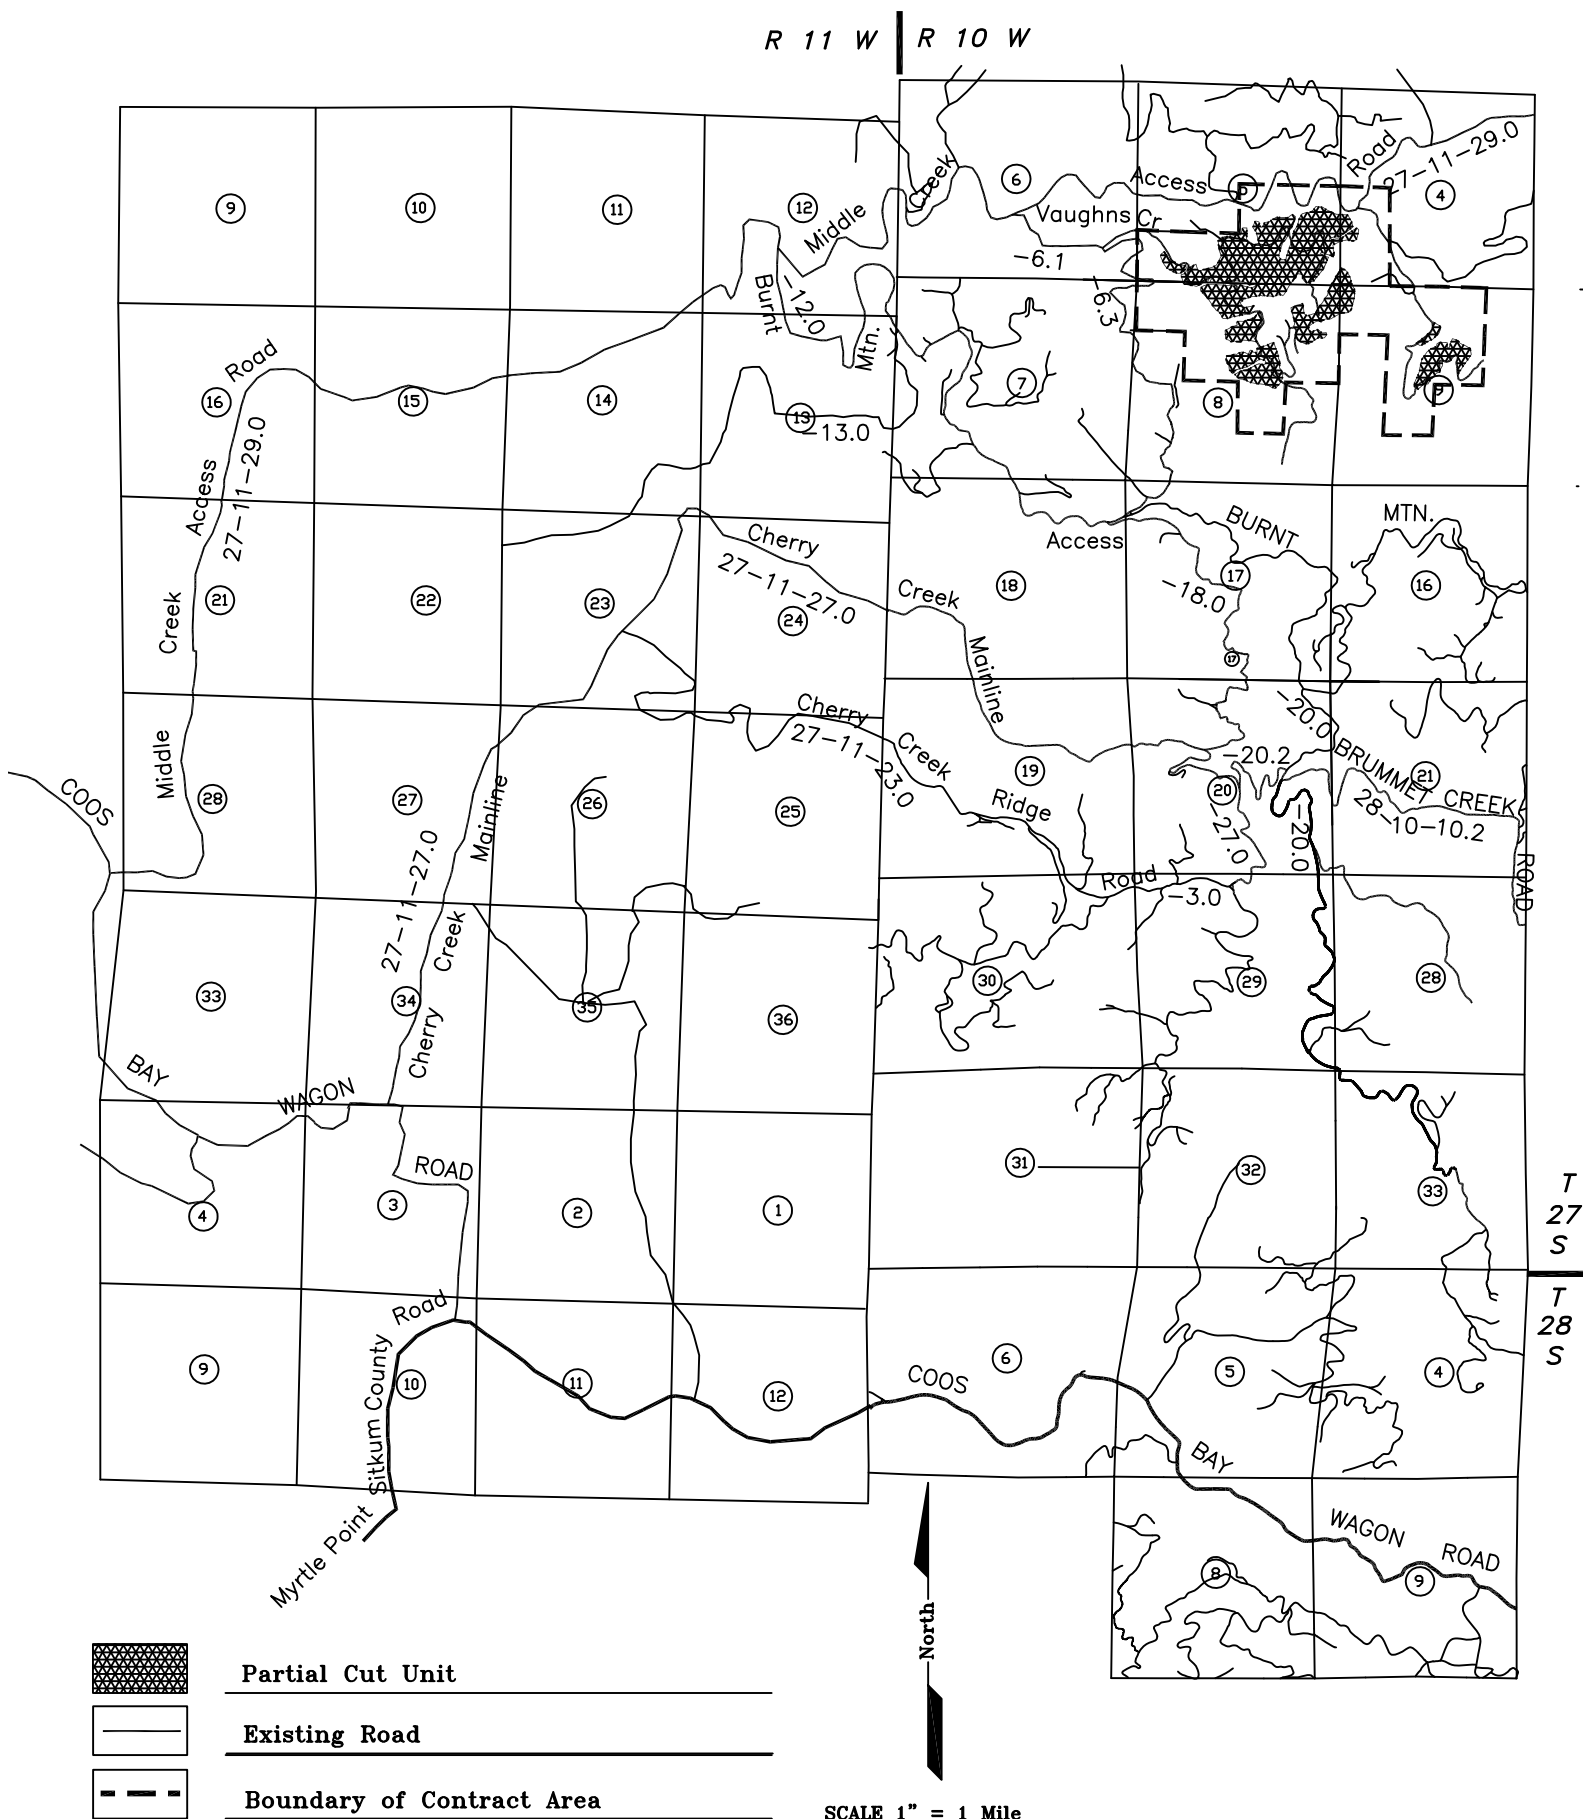 R 11 W
R 10 W
Road
27-11-29.0
Creek
6
Access
5
4
9
10
11
12
Middle
Vaughns Cr
-6.1
Burnt
-12.0
-6.3
Mtn.
Road
16
15
14
13
-13.0
7
8
9
Access
27-11-29.0
Cherry
27-11-27.0
Access
BURNT
MTN.
Creek
21
22
23
24
Creek
18
17
-18.0
16
Mainline
17
Cherry
27-11-23.0
Creek
Ridge
Road
-3.0
-20.0
-20.2
BRUMMET CREEK
28-10-10.2
ROAD
Middle
COOS
28
27
Mainline
26
25
19
20
-27.0
-20.0
21
27-11-27.0
Creek
Cherry
33
34
35
36
30
29
28
BAY
WAGON
ROAD
4
3
2
1
31
32
33
T
27
S
T
28
S
Road
Sitkum County
Myrtle Point
9
10
11
12
COOS
6
5
4
BAY
WAGON
ROAD
8
9
North
Partial Cut Unit
Existing Road
Boundary of Contract Area
SCALE 1" = 1 Mile